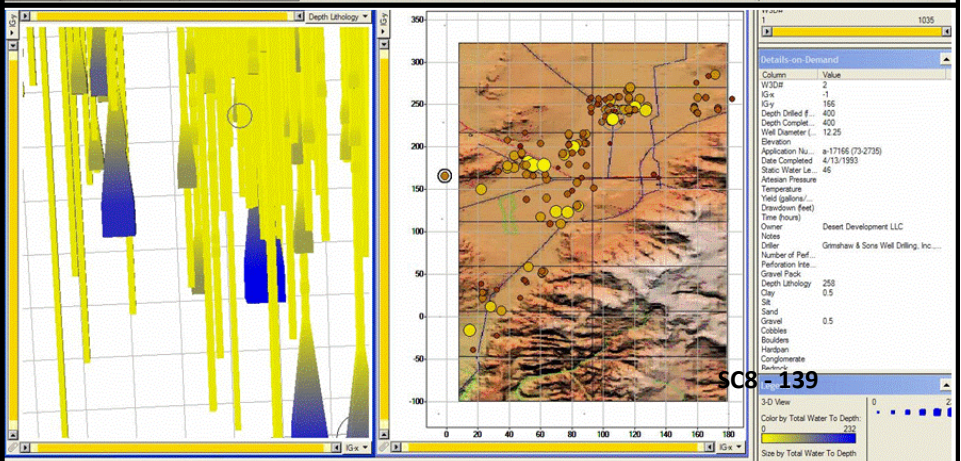 IG-y
Depth Lithology
IG-x
IG-y
350
300
250
200
150
100
50
0
-50
-100
0 20 40 60 80 100 120 140 160 180
IG-x
W3D#
1 1035
Details-on-Demand
Column Value
W3D# 2
IG-x -1
IG-y 166
Depth Drilled (f... 400
Depth Complet... 400
Well Diameter (... 12.25
Elevation
Application Nu... a-17166 (73-2735)
Date Completed 4/13/1993
Static Water Le... 46
Artesian Pressure
Temperature
Yield (gallons/...
Drawdown (feet)
Time (hours)
Owner Desert Development LLC
Notes
Driller Grimshaw & Sons Well Drilling, Inc....
Number of Perf...
Perforation Inte...
Gravel Pack
Depth Lithology 258
Clay 0.5
Silt
Sand
Gravel 0.5
Cobbles
Boulders
Hardpan
Conglomerate
Bedrock
SC8 - 139
3-D View
Color by Total Water To Depth:
0 232
Size by Total Water To Depth
0